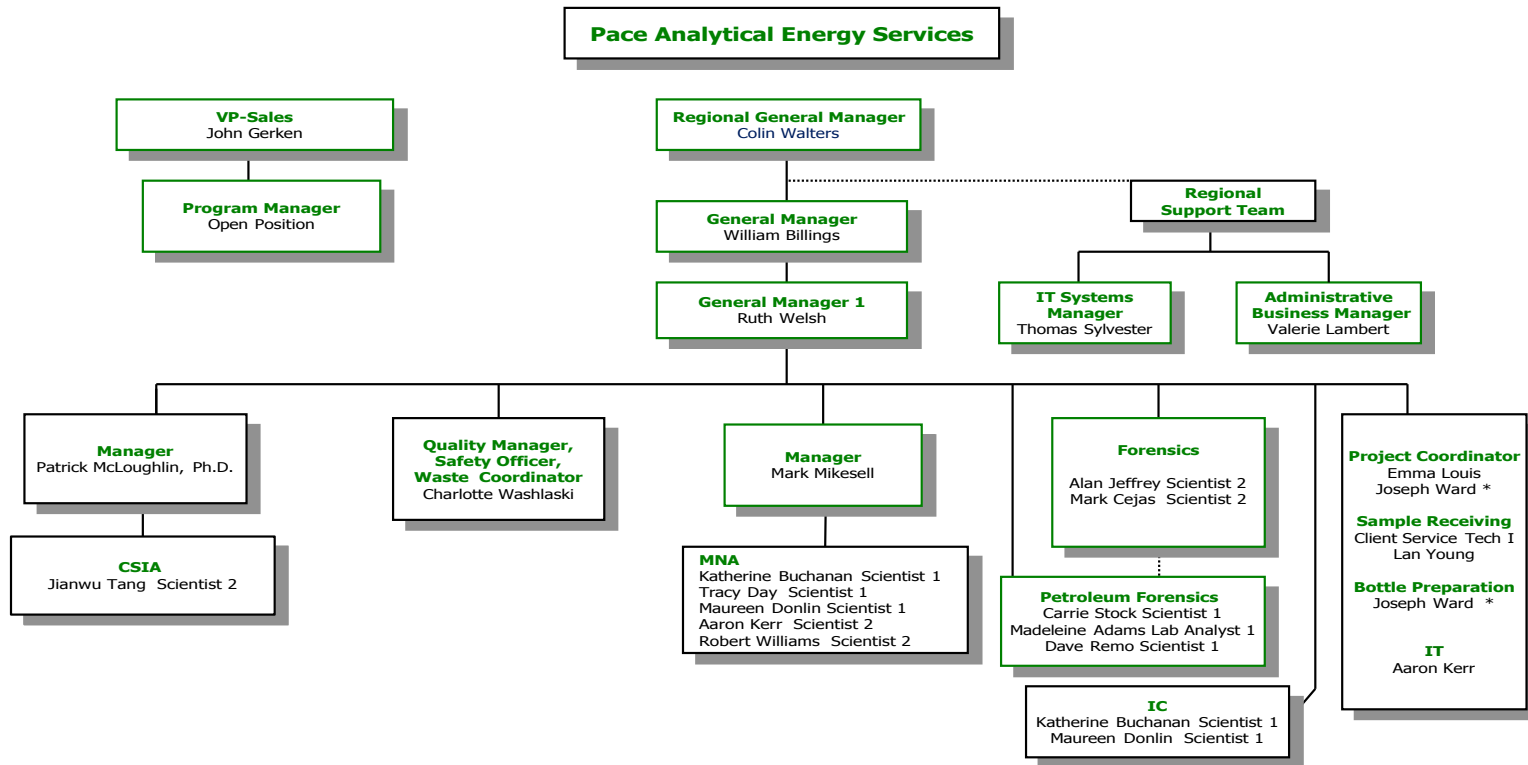 Pace Analytical Energy Services
VP-Sales
John Gerken
Program Manager
Open Position
Regional General Manager
Colin Walters
General Manager
William Billings
General Manager 1
Ruth Welsh
Regional
Support Team
IT Systems
Manager
Thomas Sylvester
Administrative
Business Manager
Valerie Lambert
Manager
Patrick McLoughlin, Ph.D.
CSIA
Jianwu Tang Scientist 2
Quality Manager,
Safety Officer,
Waste Coordinator
Charlotte Washlaski
Manager
Mark Mikesell
MNA
Katherine Buchanan Scientist 1
Tracy Day Scientist 1
Maureen Donlin Scientist 1
Aaron Kerr Scientist 2
Robert Williams Scientist 2
Forensics
Alan Jeffrey Scientist 2
Mark Cejas Scientist 2
Petroleum Forensics
Carrie Stock Scientist 1
Madeleine Adams Lab Analyst 1
Dave Remo Scientist 1
IC
Katherine Buchanan Scientist 1
Maureen Donlin Scientist 1
Project Coordinator
Emma Louis
Joseph Ward *
Sample Receiving
Client Service Tech I
Lan Young
Bottle Preparation
Joseph Ward *
IT
Aaron Kerr